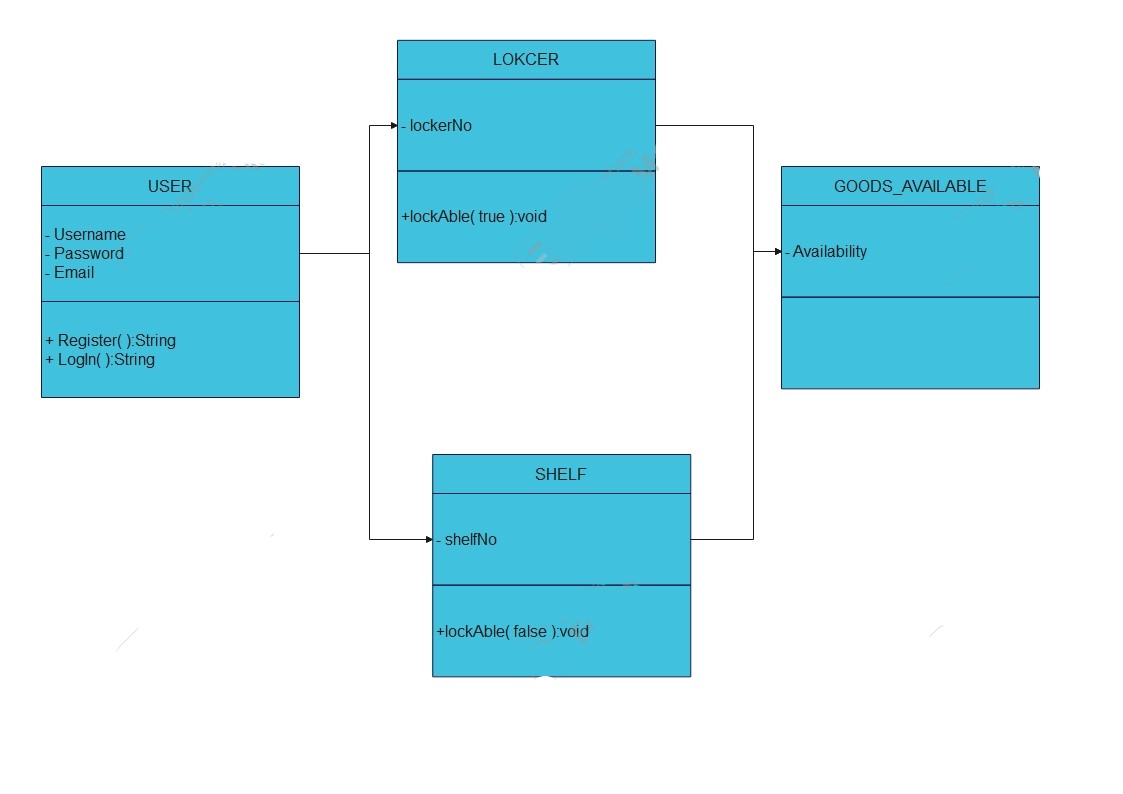 LOKCER
- lockerNo
+lockAble( true ):void
USER
- Username
- Password
- Email
+ Register( ):String
+ LogIn( ):String
GOODS_AVAILABLE
- Availability
SHELF
- shelfNo
+lockAble( false ):void